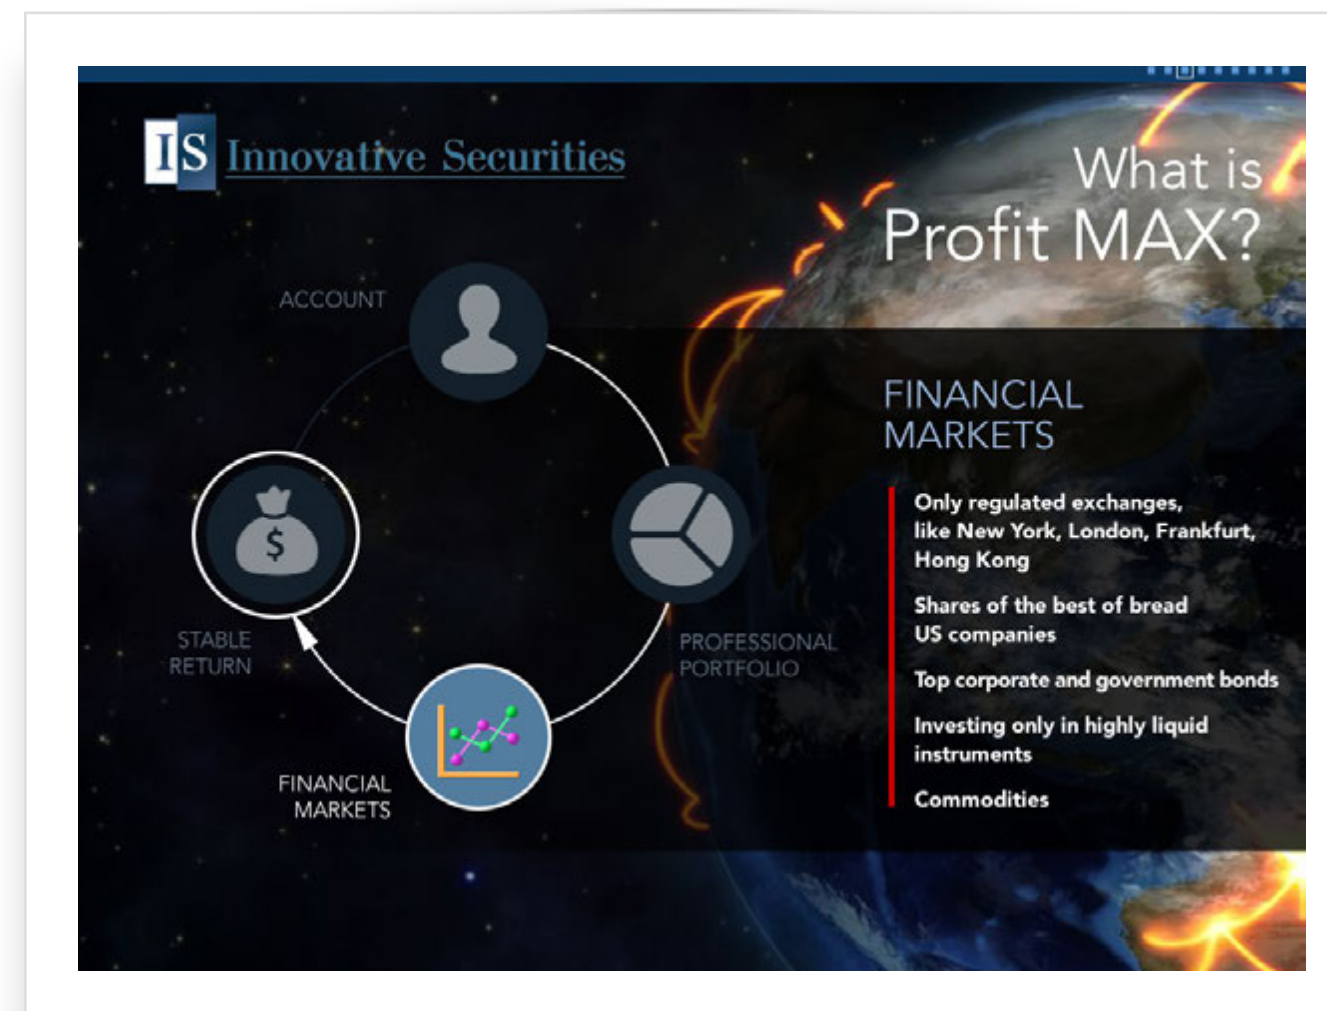 IS Innovative Securities
What is
Profit MAX?
ACCOUNT
FINANCIAL
MARKETS
Only regulated exchanges,
like New York, London, Frankfurt,
Hong Kong
Shares of the best of bread
US companies
Top corporate and government bonds
Investing only in highly liquid
instruments
Commodities
$
STABLE
RETURN
PROFESSIONAL
PORTFOLIO
FINANCIAL
MARKETS